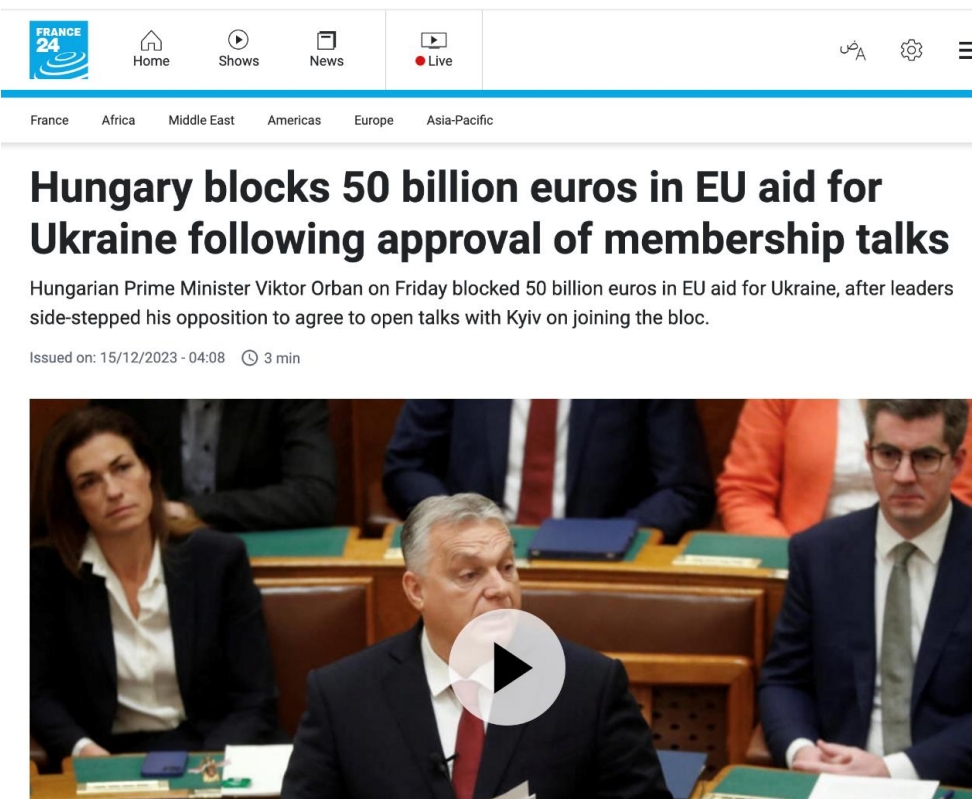 FRANCE
24
Home
Shows
News
Live
ضA
France Africa Middle East Americas Europe Asia-Pacific
Hungary blocks 50 billion euros in EU aid for
Ukraine following approval of membership talks
Hungarian Prime Minister Viktor Orban on Friday blocked 50 billion euros in EU aid for Ukraine, after leaders
side-stepped his opposition to agree to open talks with Kyiv on joining the bloc.
Issued on: 15/12/2023 - 04:08 3 min